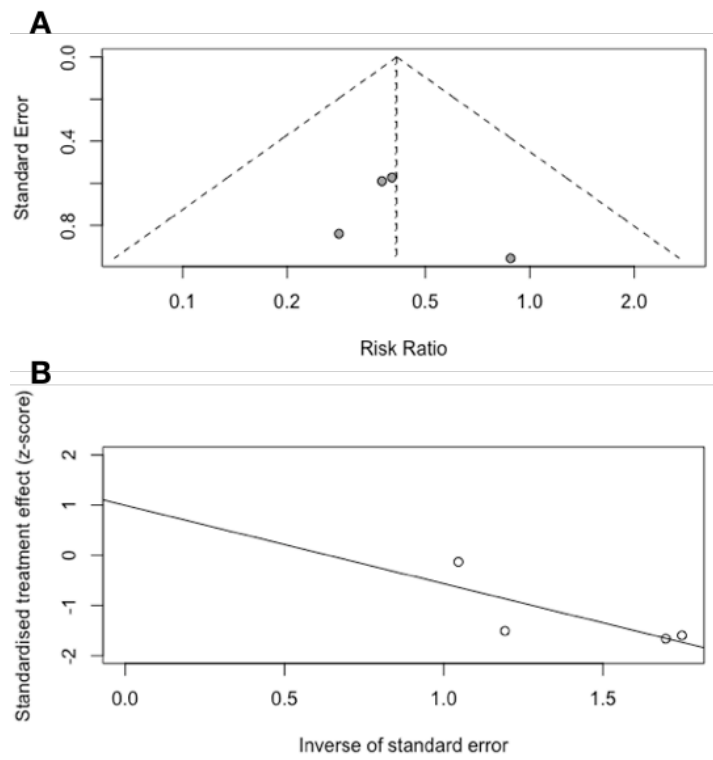 A
Standard Error
0.0
0.4
0.8
0.1 0.2 0.5 1.0 2.0
Risk Ratio
B
Standardised treatment effect (z-score)
2
1
0
-1
-2
0.0 0.5 1.0 1.5
Inverse of standard error